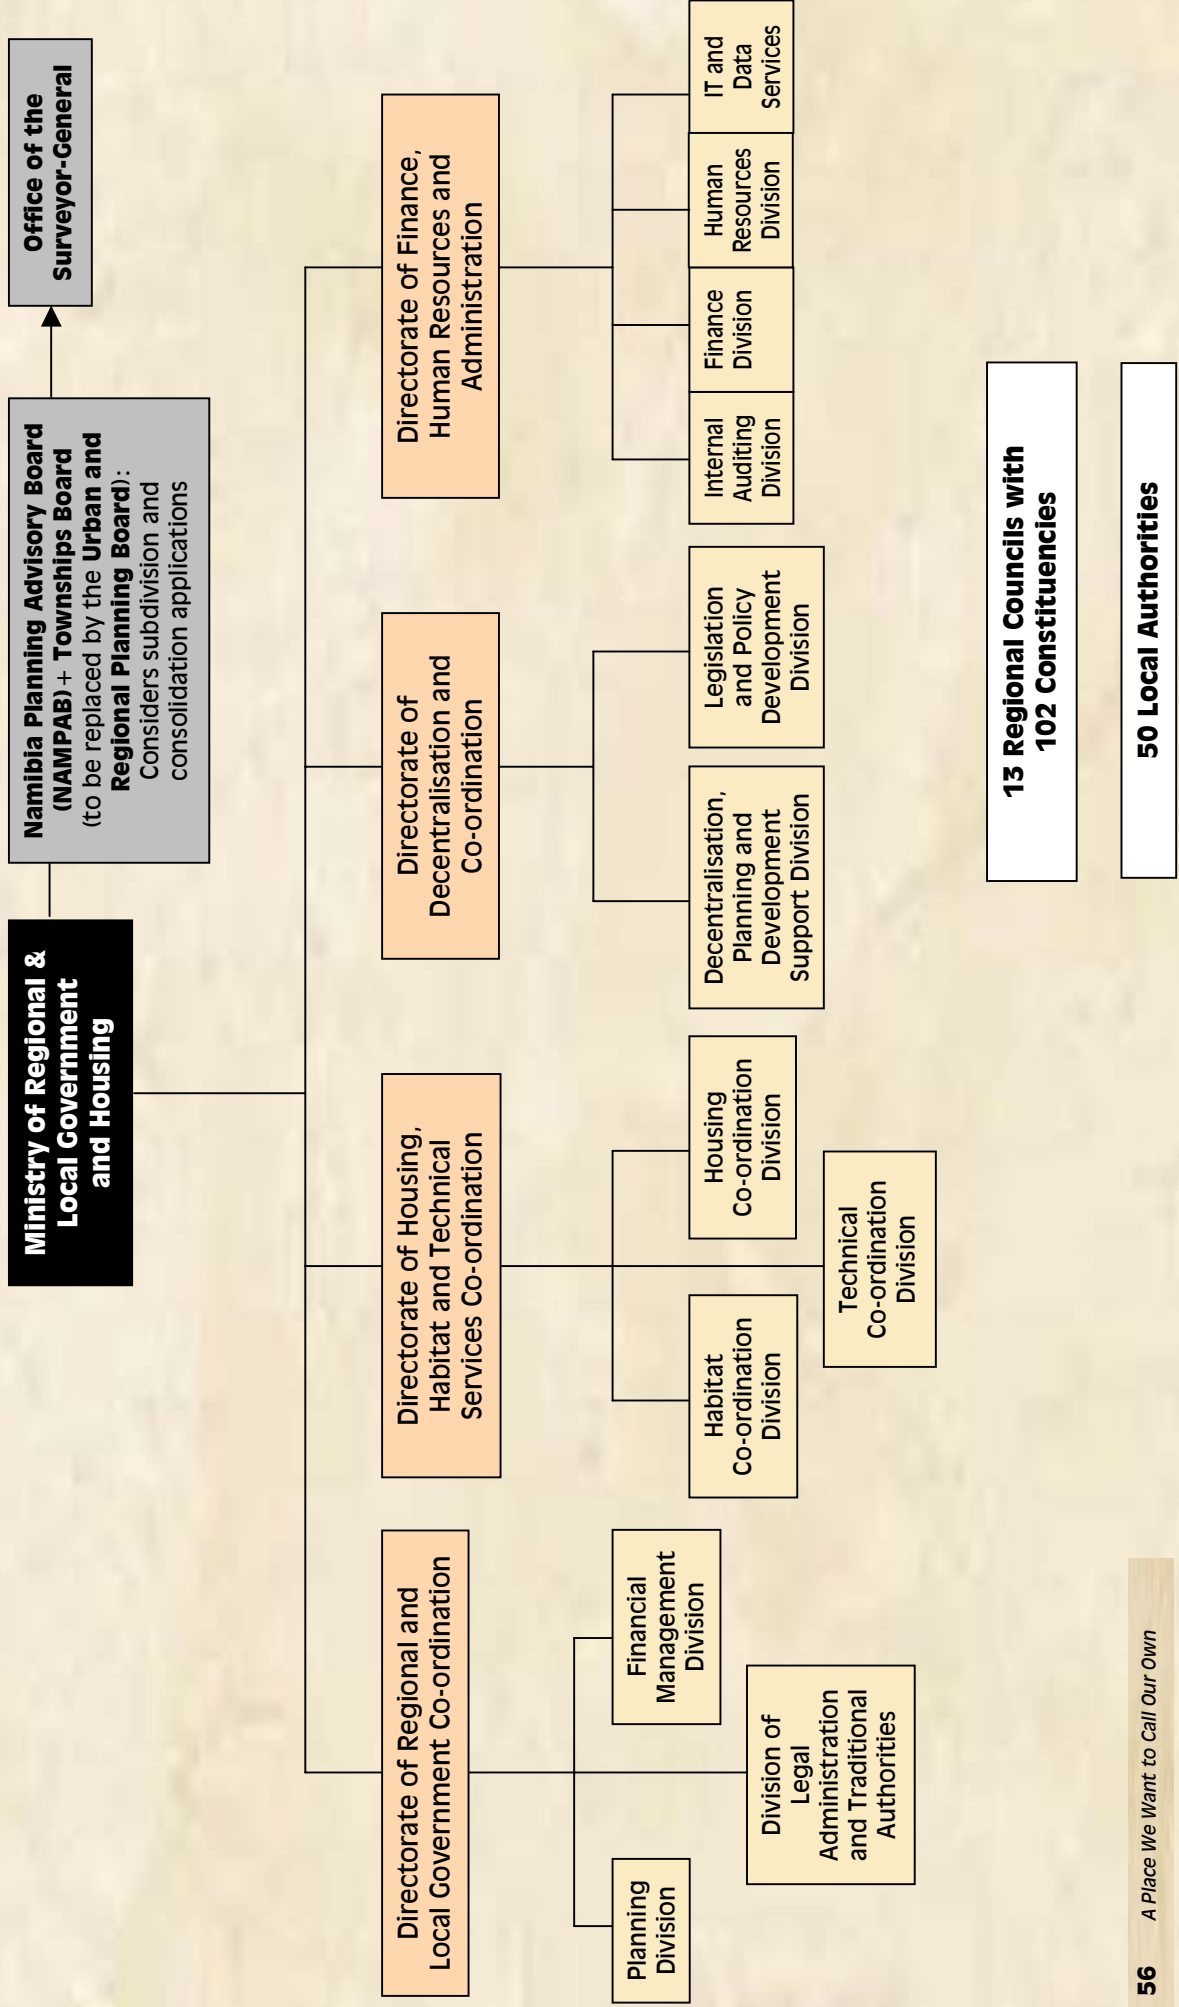 Ministry of Regional &
Local Government
and Housing
Namibia Planning Advisory Board
(NAMPAB) + Townships Board
(to be replaced by the Urban and
Regional Planning Board):
Considers subdivision and
consolidation applications
Office of the
Surveyor-General
Directorate of Regional and
Local Government Co-ordination
Directorate of Housing,
Habitat and Technical
Services Co-ordination
Directorate of
Decentralisation and
Co-ordination
Directorate of Finance,
Human Resources and
Administration
Planning
Division
Financial
Management
Division
Division of
Legal
Administration
and Traditional
Authorities
Habitat
Co-ordination
Division
Housing
Co-ordination
Division
Technical
Co-ordination
Division
Decentralisation,
Planning and
Development
Support Division
Legislation
and Policy
Development
Division
Internal
Auditing
Division
Finance
Division
Human
Resources
Division
IT and
Data
Services
13 Regional Councils with
102 Constituencies
50 Local Authorities
56 A Place We Want to Call Our Own